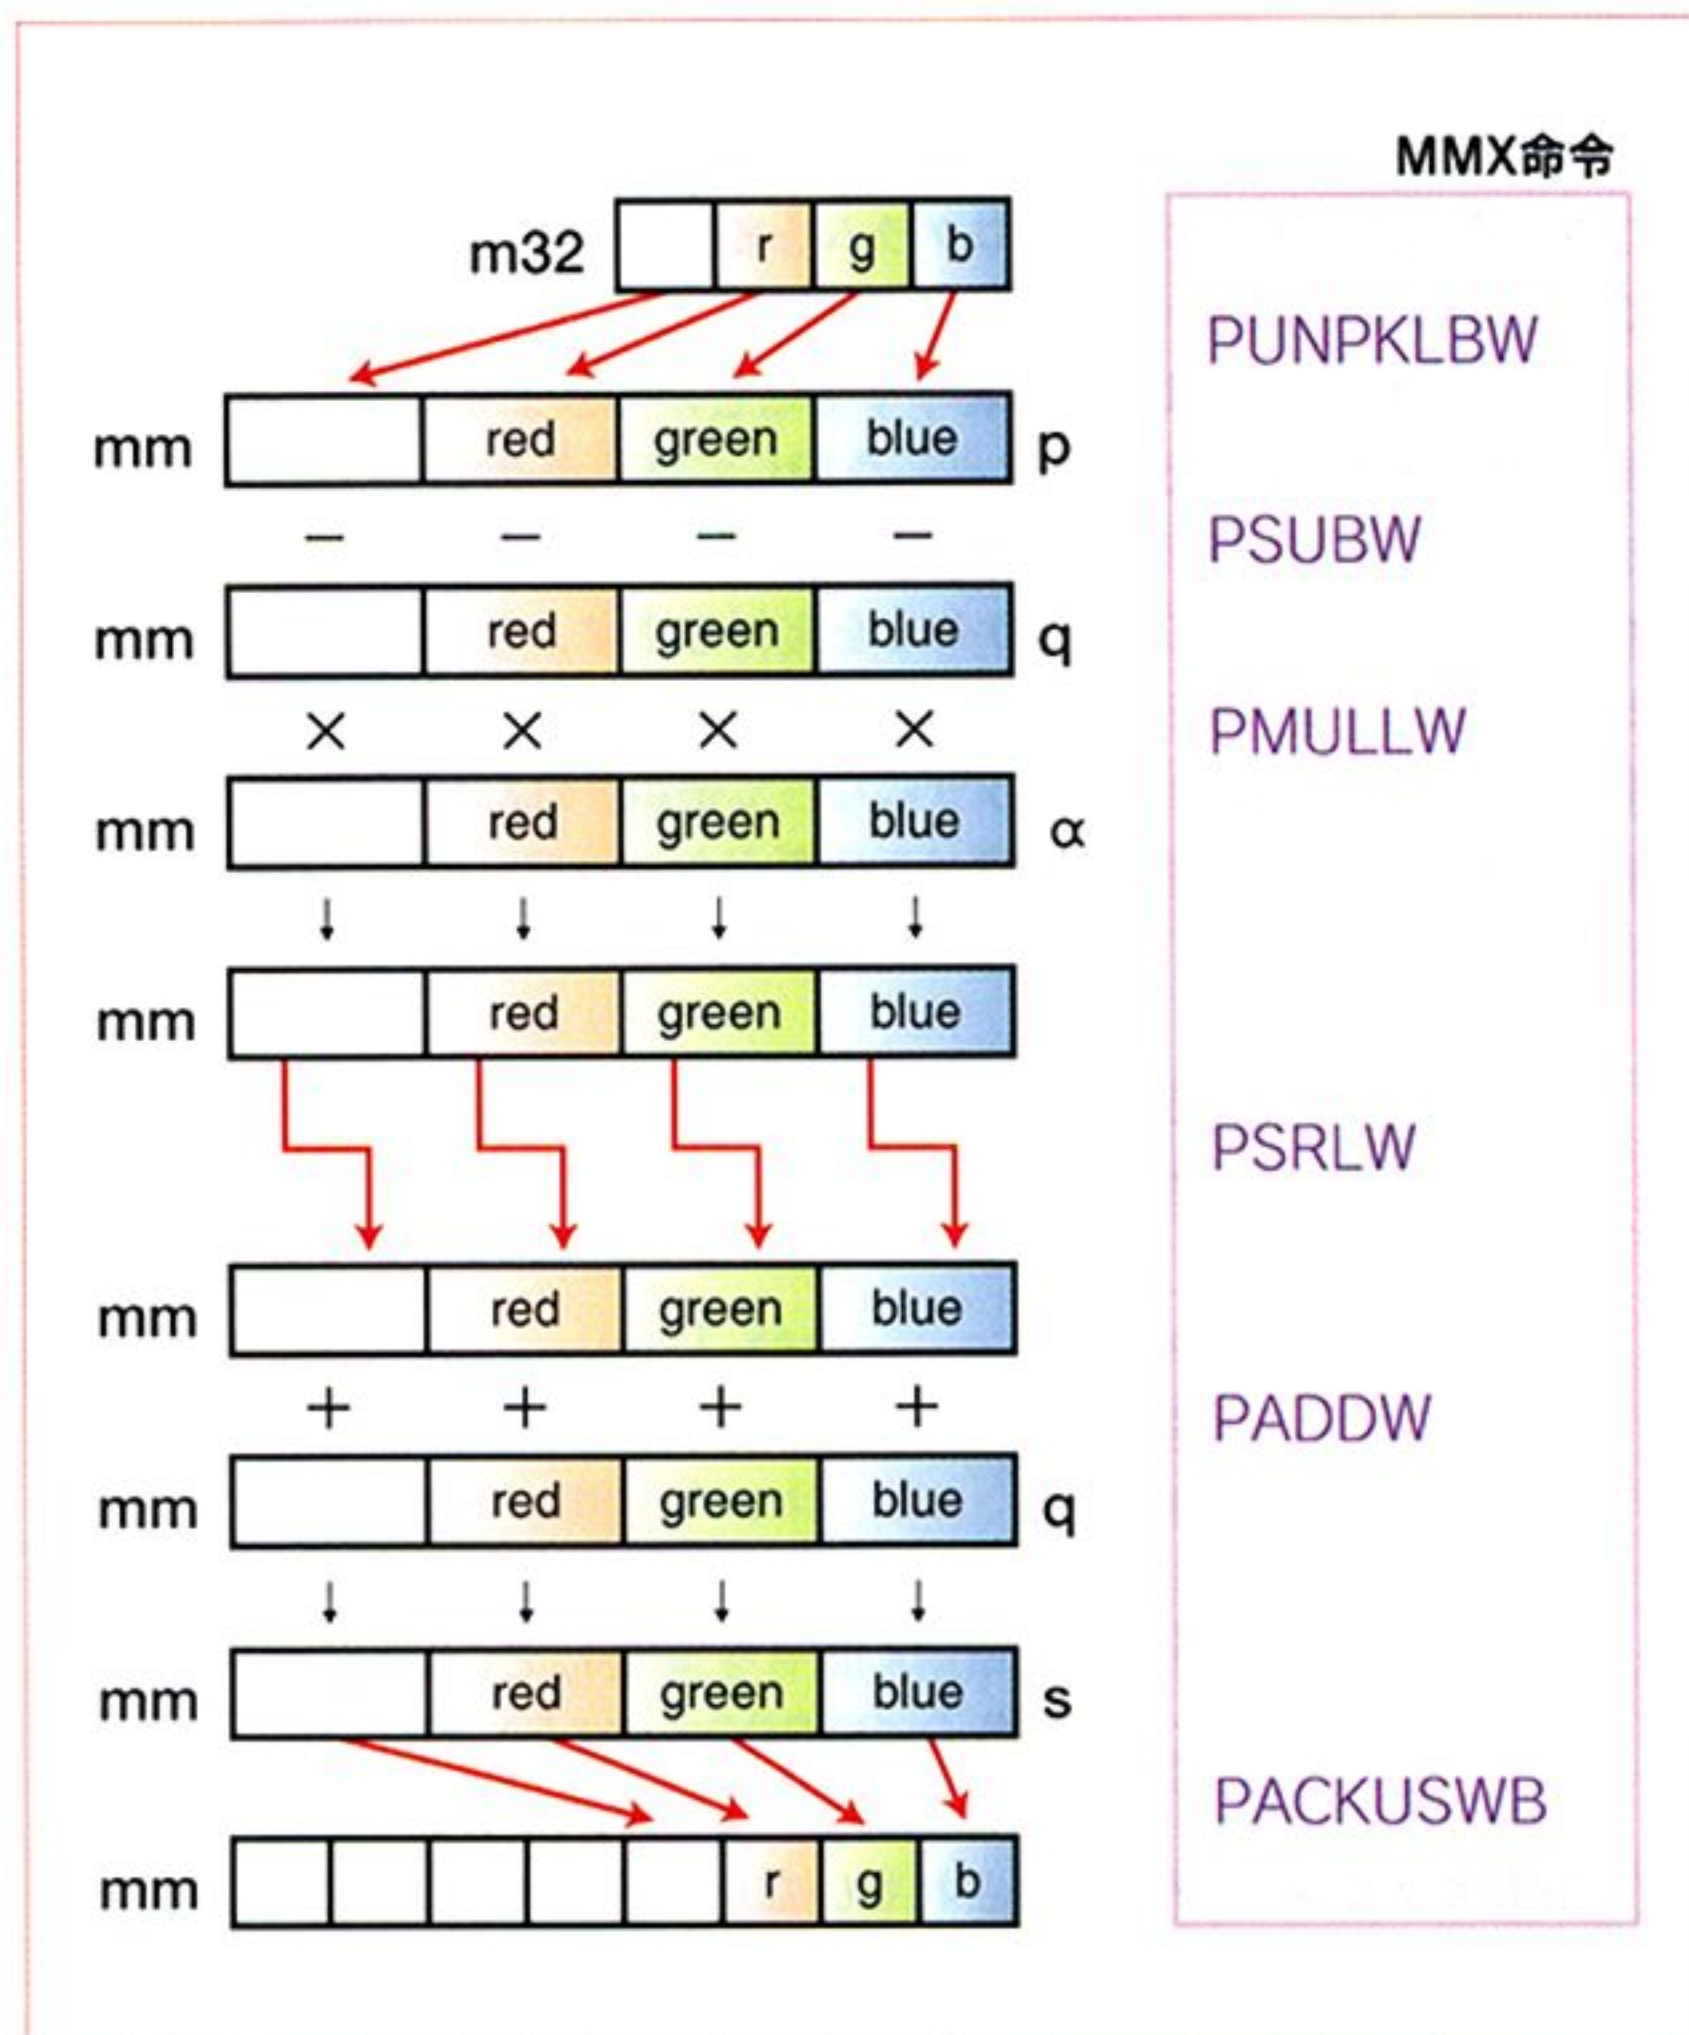 MMX命令
m32 r g b
PUNPKLBW
mm red green blue p
− − − −
PSUBW
mm red green blue q
× × × ×
PMULLW
mm red green blue α
↓ ↓ ↓ ↓
mm red green blue
PSRLW
mm red green blue
+ + + +
PADDW
mm red green blue q
↓ ↓ ↓ ↓
mm red green blue s
PACKUSWB
mm r g b